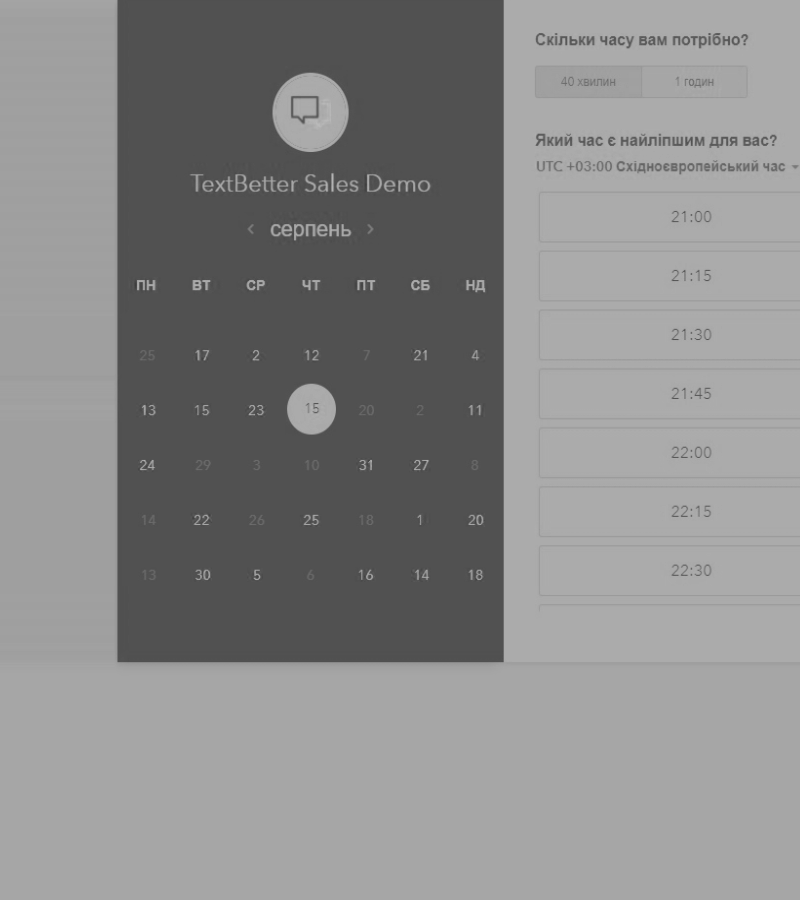 TextBetter Sales Demo
серпень
ПН ВТ СР ЧТ ПТ СБ НД
25 17 2 12 7 21 4
13 15 23 15 20 2 11
24 29 3 10 31 27 8
14 22 26 25 18 1 20
13 30 5 6 16 14 18
Скільки часу вам потрібно?
40 хвилин 1 годин
Який час є найліпшим для вас?
UTC +03:00 Східноєвропейський час
21:00
21:15
21:30
21:45
22:00
22:15
22:30